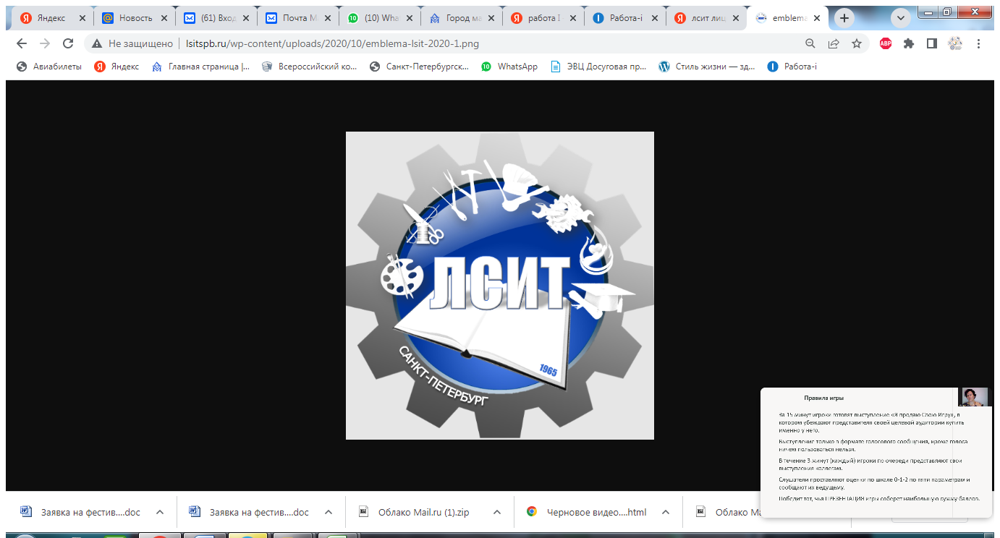 Яндекс
Новость
(61) Вход
Почта М
(10) What
Город ма
работа I
Работа-i
лсит лиц
emblema
Не защищено
lsitspb.ru/wp-content/uploads/2020/10/emblema-lsit-2020-1.png
ABP
Авиабилеты
Яндекс
Главная страница |...
Всероссийский ко...
Санкт-Петербургск...
10
WhatsApp
ЭВЦ Досуговая пр...
Стиль жизни — зд...
Работа-i
ЛСИТ
1965
САНКТ-ПЕТЕРБУРГ
Правила игры
За 15 минут игроки готовят выступление «Я продаю Свою Игру», в
котором убеждают представителя своей целевой аудитории купить
именно у него.
Выступление только в формате голосового сообщения, кроме голоса
ничем пользоваться нельзя.
В течение 3 минут (каждый) игроки по очереди представляют свои
выступления коллегам.
Слушатели проставляют оценки по шкале 0-1-2 по пяти параметрам и
сообщают их ведущему.
Победит тот, чья ПРЕЗЕНТАЦИЯ игры соберет наибольшую сумму баллов.
Заявка на фестив....doc
Заявка на фестив....doc
Облако Mail.ru (1).zip
Черновое видео....html
Облако Ma